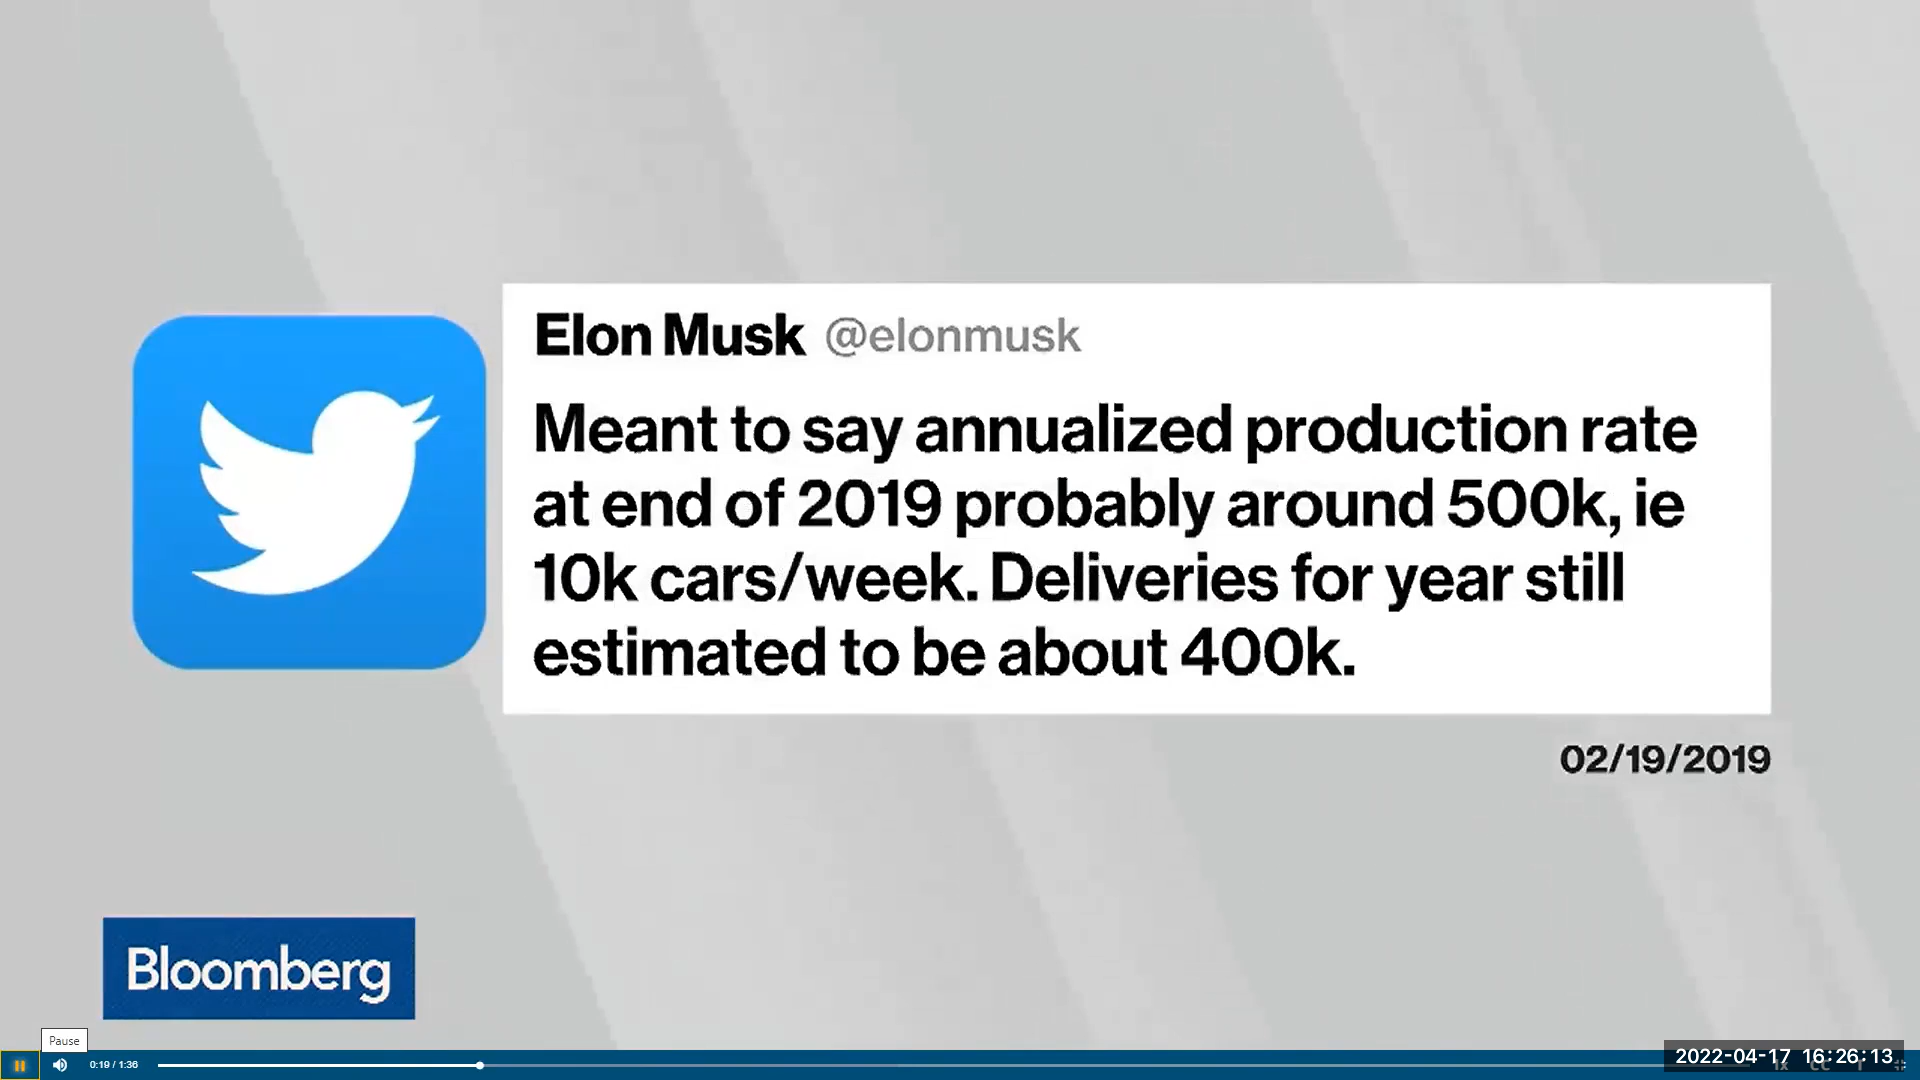 Elon Musk @elonmusk
Meant to say annualized production rate
at end of 2019 probably around 500k, ie
10k cars/week. Deliveries for year still
estimated to be about 400k.
02/19/2019
Bloomberg
Pause
0:19 / 1:36
2022-04-17 16:26:13